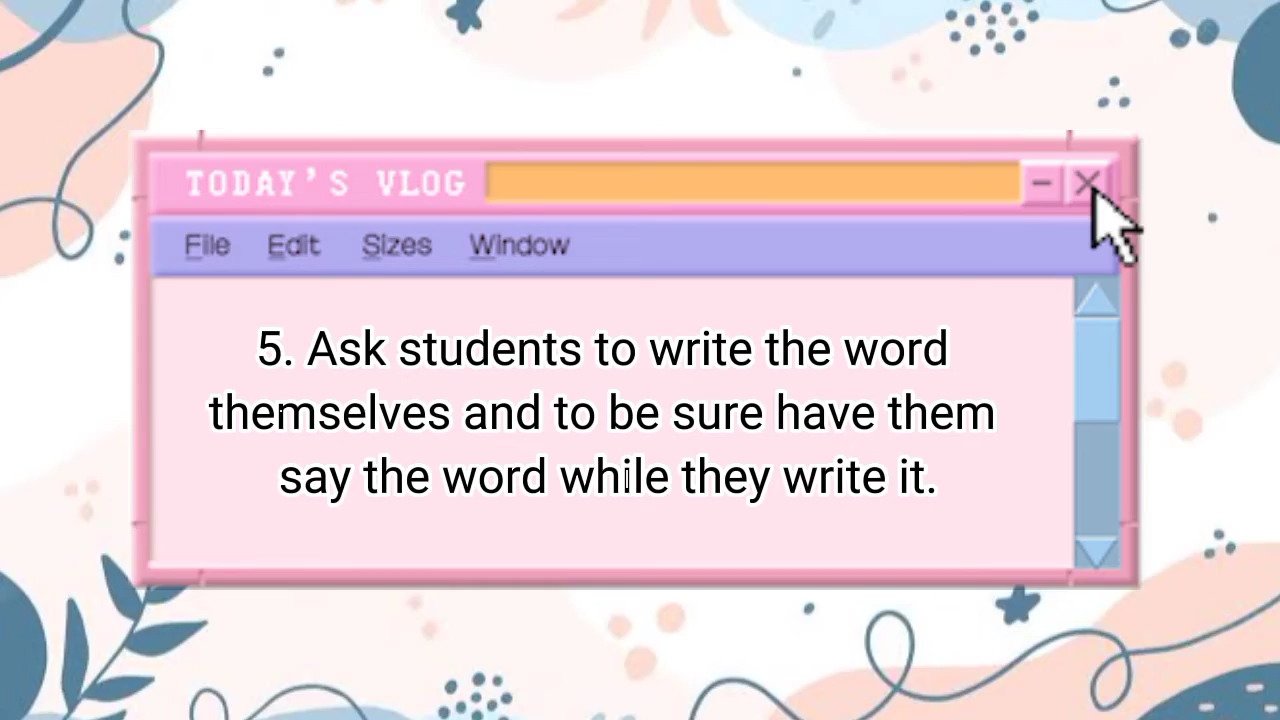 TODAY'S VLOG
File Edit Sizes Window
5. Ask students to write the word
themselves and to be sure have them
say the word while they write it.